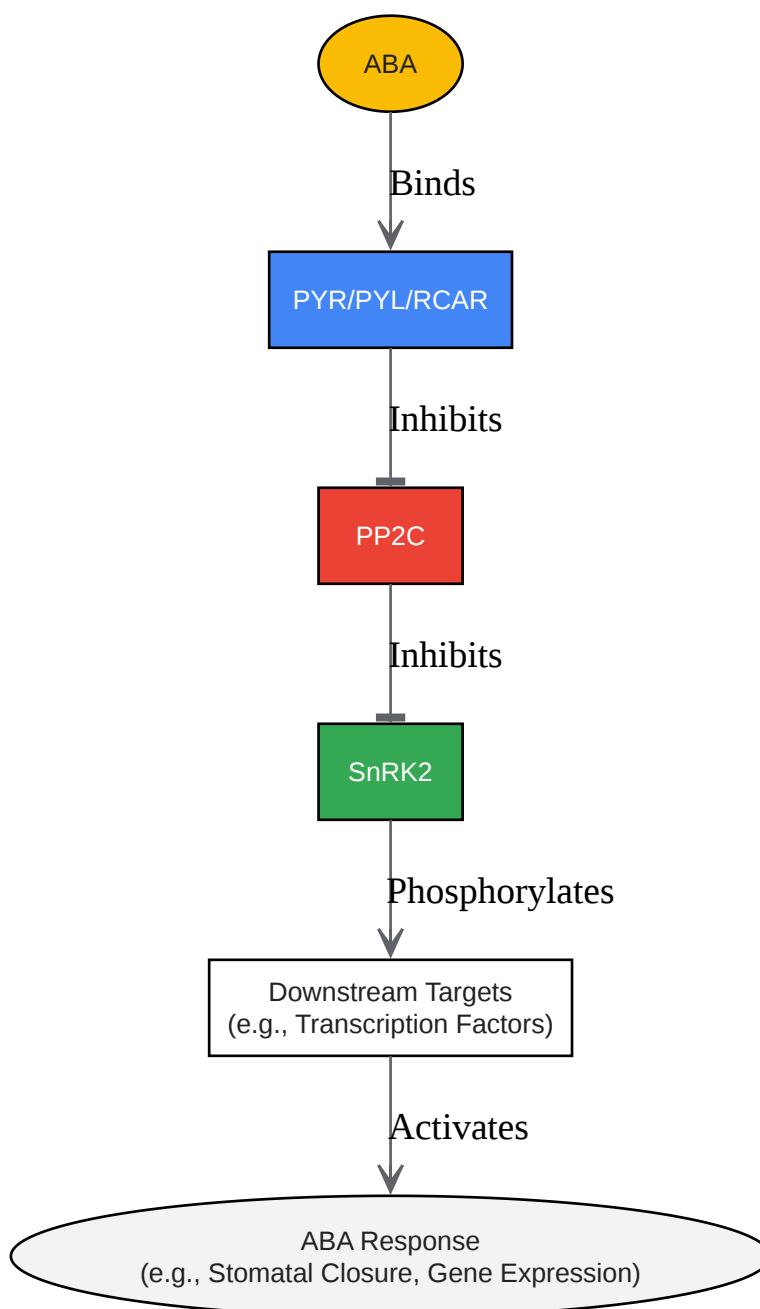 ABA
Binds
PYR/PYL/RCAR
Inhibits
PP2C
Inhibits
SnRK2
Phosphorylates
Downstream Targets
(e.g., Transcription Factors)
Activates
ABA Response
(e.g., Stomatal Closure, Gene Expression)